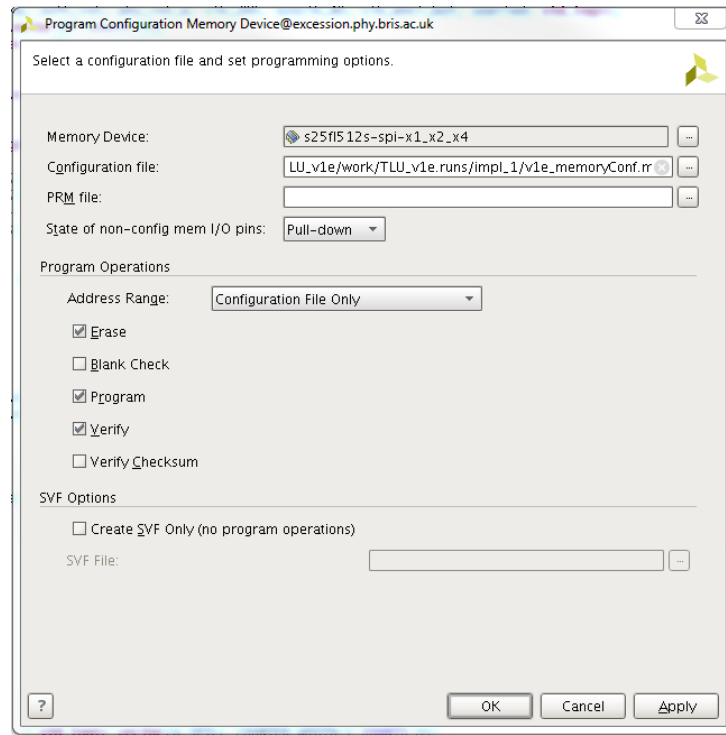 Program Configuration Memory Device@excession.phy.bris.ac.uk
Select a configuration file and set programming options.
Memory Device: s25fl512s-spi-x1_x2_x4 ...
Configuration file: LU_v1e/work/TLU_v1e.runs/impl_1/v1e_memoryConf.m ...
PRM file: ...
State of non-config mem I/O pins: Pull-down
Program Operations
Address Range: Configuration File Only
Erase
Blank Check
Program
Verify
Verify Checksum
SVF Options
Create SVF Only (no program operations)
SVF File: ...
? OK Cancel Apply